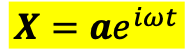 𝑿 = 𝒂𝑒^{𝑖𝜔𝑡}